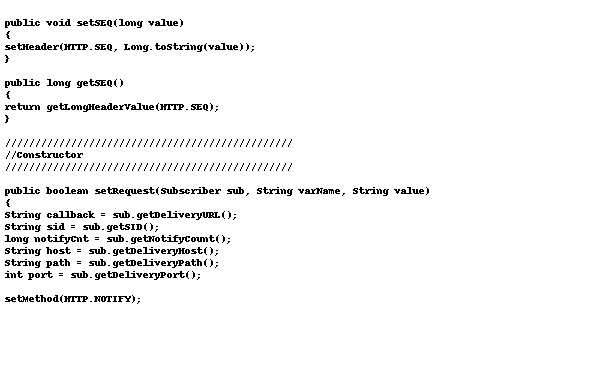 public void setSEQ(long value)
{
setHeader(HTTP.SEQ, Long.toString(value));
}

public long getSEQ()
{
return getLongHeaderValue(HTTP.SEQ);
}

////////////////////////////////////////////////
//Constructor
////////////////////////////////////////////////

public boolean setRequest(Subscriber sub, String varName, String value)
{
String callback = sub.getDeliveryURL();
String sid = sub.getSID();
long notifyCnt = sub.getNotifyCount();
String host = sub.getDeliveryHost();
String path = sub.getDeliveryPath();
int port = sub.getDeliveryPort();

setMethod(HTTP.NOTIFY);